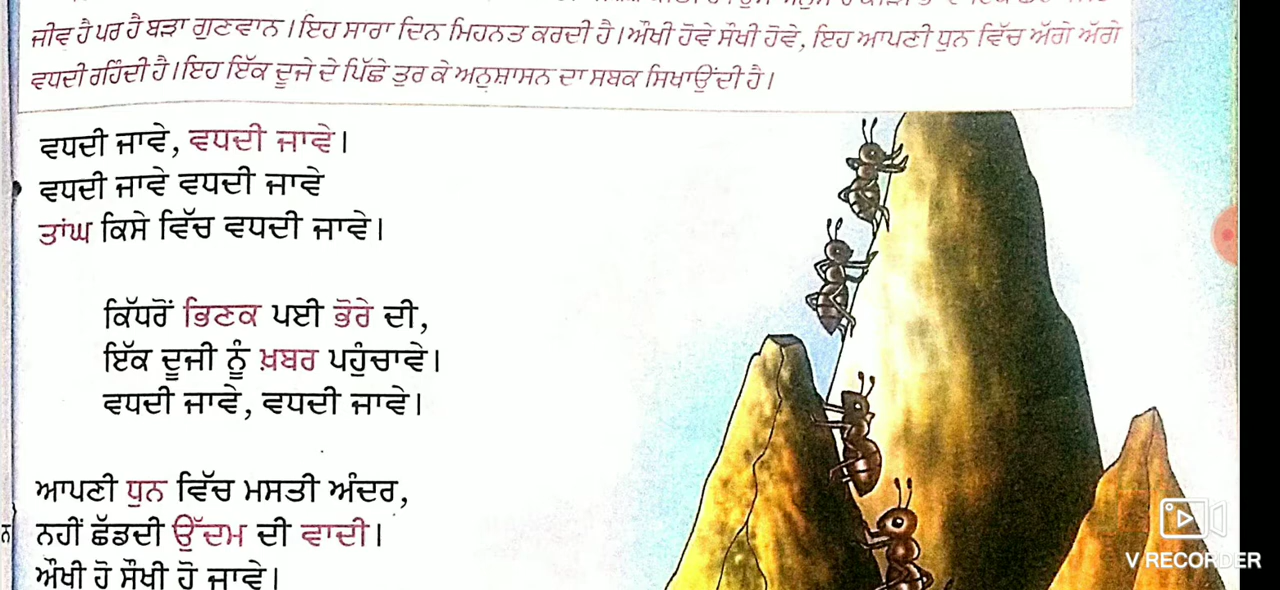 ਜੀਵ ਹੈ ਪਰ ਹੈ ਬੜਾ ਗੁਣਵਾਨ। ਇਹ ਸਾਰਾ ਦਿਨ ਮਿਹਨਤ ਕਰਦੀ ਹੈ। ਔਖੀ ਹੋਵੇ ਸੌਖੀ ਹੋਵੇ, ਇਹ ਆਪਣੀ ਧੁਨ ਵਿੱਚ ਅੱਗੇ ਅੱਗੇ
ਵਧਦੀ ਰਹਿੰਦੀ ਹੈ। ਇਹ ਇੱਕ ਦੂਜੇ ਦੇ ਪਿੱਛੇ ਤੁਰ ਕੇ ਅਨੁਸ਼ਾਸਨ ਦਾ ਸਬਕ ਸਿਖਾਉਂਦੀ ਹੈ।
ਵਧਦੀ ਜਾਵੇ, ਵਧਦੀ ਜਾਵੇ।
ਵਧਦੀ ਜਾਵੇ ਵਧਦੀ ਜਾਵੇ
ਤਾਂਘ ਕਿਸੇ ਵਿੱਚ ਵਧਦੀ ਜਾਵੇ।
ਕਿੱਧਰੋਂ ਭਿਣਕ ਪਈ ਭੋਰੇ ਦੀ,
ਇੱਕ ਦੂਜੀ ਨੂੰ ਖ਼ਬਰ ਪਹੁੰਚਾਵੇ।
ਵਧਦੀ ਜਾਵੇ, ਵਧਦੀ ਜਾਵੇ।
ਆਪਣੀ ਧੁਨ ਵਿੱਚ ਮਸਤੀ ਅੰਦਰ,
ਨਹੀਂ ਛੱਡਦੀ ਉੱਦਮ ਦੀ ਵਾਦੀ।
ਔਖੀ ਹੋ ਸੌਖੀ ਹੋ ਜਾਵੇ।
V RECORDER